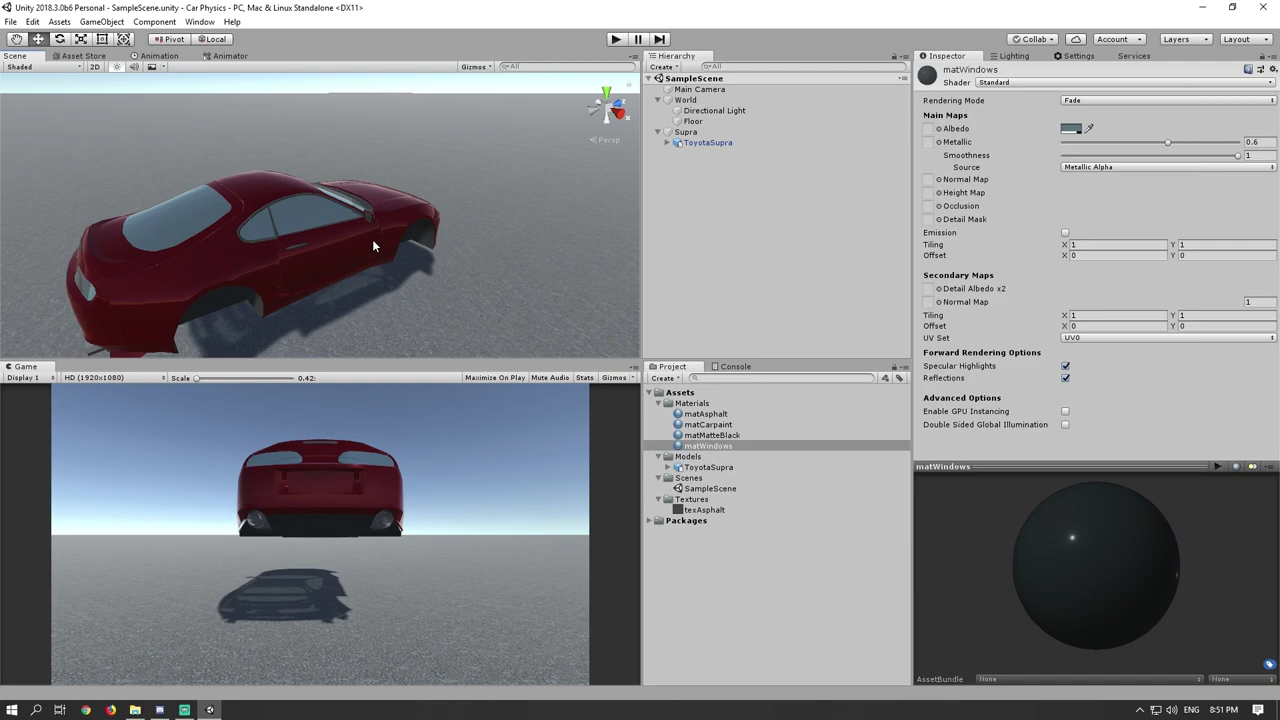 Unity 2018.3.0b6 Personal - SampleScene.unity - Car Physics - PC, Mac & Linux Standalone <DX11>
File Edit Assets GameObject Component Window Help
Pivot Local Collab Account Layers Layout
Scene Asset Store Animation Animator
Shaded 2D Gizmos All
Persp
Game
Display 1 HD (1920x1080) Scale 0.42: Maximize On Play Mute Audio Stats Gizmos
Hierarchy
Create All
SampleScene
Main Camera
World
Directional Light
Floor
Supra
ToyotaSupra
Project Console
Create
Assets
Materials
matAsphalt
matCarpaint
matMatteBlack
matWindows
Models
ToyotaSupra
Scenes
SampleScene
Textures
texAsphalt
Packages
Inspector Lighting Settings Services
matWindows
Shader Standard
Rendering Mode Fade
Main Maps
Albedo
Metallic 0.6
Smoothness 1
Source Metallic Alpha
Normal Map
Height Map
Occlusion
Detail Mask
Emission
Tiling X 1 Y 1
Offset X 0 Y 0
Secondary Maps
Detail Albedo x2
Normal Map 1
Tiling X 1 Y 1
Offset X 0 Y 0
UV Set UV0
Forward Rendering Options
Specular Highlights
Reflections
Advanced Options
Enable GPU Instancing
Double Sided Global Illumination
matWindows
AssetBundle None None
ENG 8:51 PM